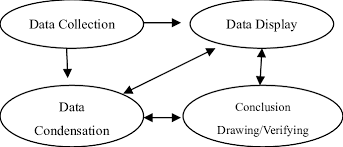 Data Collection
Data Display
Data
Condensation
Conclusion
Drawing/Verifying